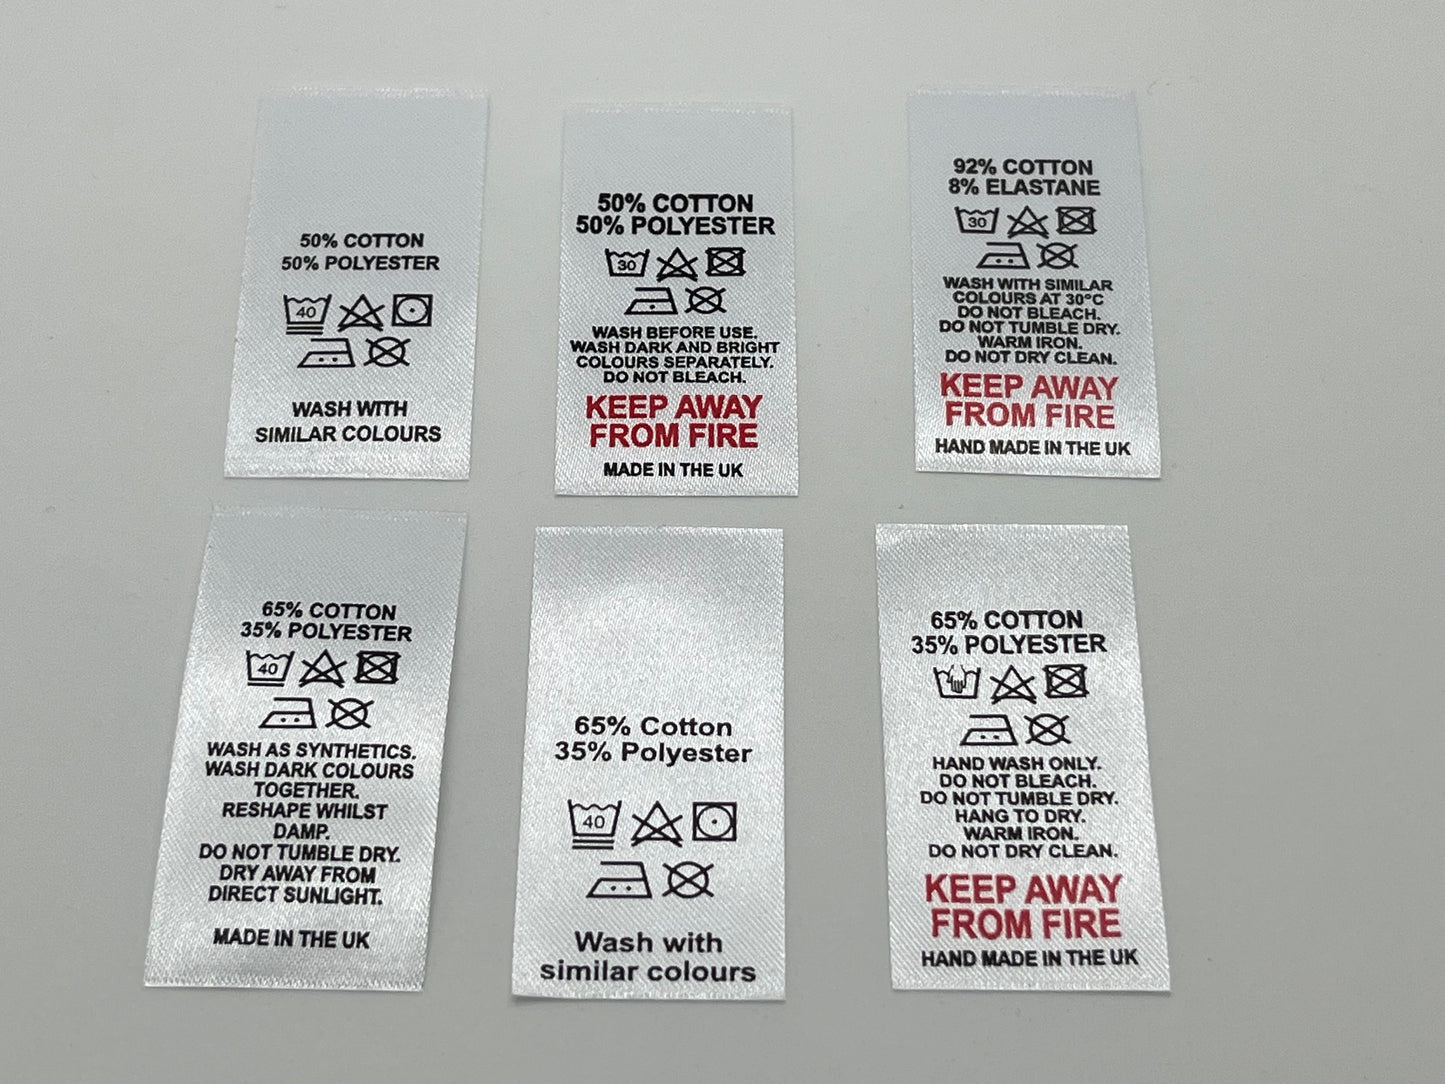 50% COTTON
50% POLYESTER
40
WASH WITH
SIMILAR COLOURS
50% COTTON
50% POLYESTER
30
WASH BEFORE USE.
WASH DARK AND BRIGHT
COLOURS SEPARATELY.
DO NOT BLEACH.
KEEP AWAY
FROM FIRE
MADE IN THE UK
92% COTTON
8% ELASTANE
30
WASH WITH SIMILAR
COLOURS AT 30°C
DO NOT BLEACH.
DO NOT TUMBLE DRY.
WARM IRON.
DO NOT DRY CLEAN.
KEEP AWAY
FROM FIRE
HAND MADE IN THE UK
65% COTTON
35% POLYESTER
40
WASH AS SYNTHETICS.
WASH DARK COLOURS
TOGETHER.
RESHAPE WHILST
DAMP.
DO NOT TUMBLE DRY.
DRY AWAY FROM
DIRECT SUNLIGHT.
MADE IN THE UK
65% Cotton
35% Polyester
40
Wash with
similar colours
65% COTTON
35% POLYESTER
HAND WASH ONLY.
DO NOT BLEACH.
DO NOT TUMBLE DRY.
HANG TO DRY.
WARM IRON.
DO NOT DRY CLEAN.
KEEP AWAY
FROM FIRE
HAND MADE IN THE UK